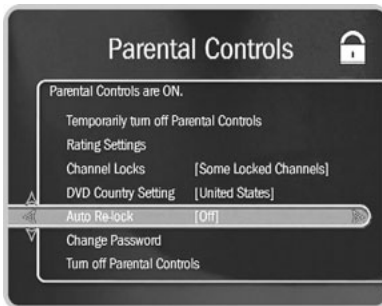 Parental Controls
Parental Controls are ON.
Temporarily turn off Parental Controls
Rating Settings
Channel Locks [Some Locked Channels]
DVD Country Setting [United States]
Auto Re-lock [Off]
Change Password
Turn off Parental Controls